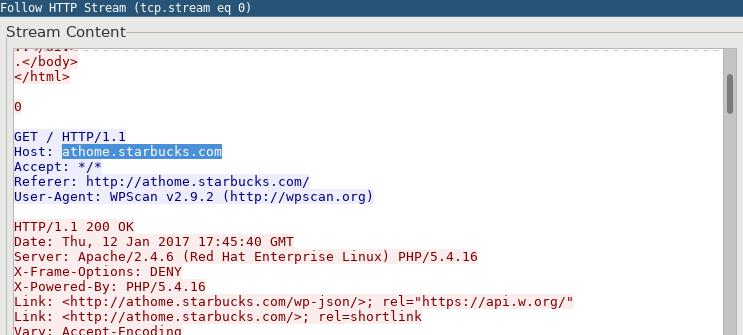 Follow HTTP Stream (tcp.stream eq 0)
Stream Content
..</div>
.</body>
</html>
0
GET / HTTP/1.1
Host: athome.starbucks.com
Accept: */*
Referer: http://athome.starbucks.com/
User-Agent: WPScan v2.9.2 (http://wpscan.org)
HTTP/1.1 200 OK
Date: Thu, 12 Jan 2017 17:45:40 GMT
Server: Apache/2.4.6 (Red Hat Enterprise Linux) PHP/5.4.16
X-Frame-Options: DENY
X-Powered-By: PHP/5.4.16
Link: <http://athome.starbucks.com/wp-json/>; rel="https://api.w.org/"
Link: <http://athome.starbucks.com/>; rel=shortlink
Vary: Accept-Encoding